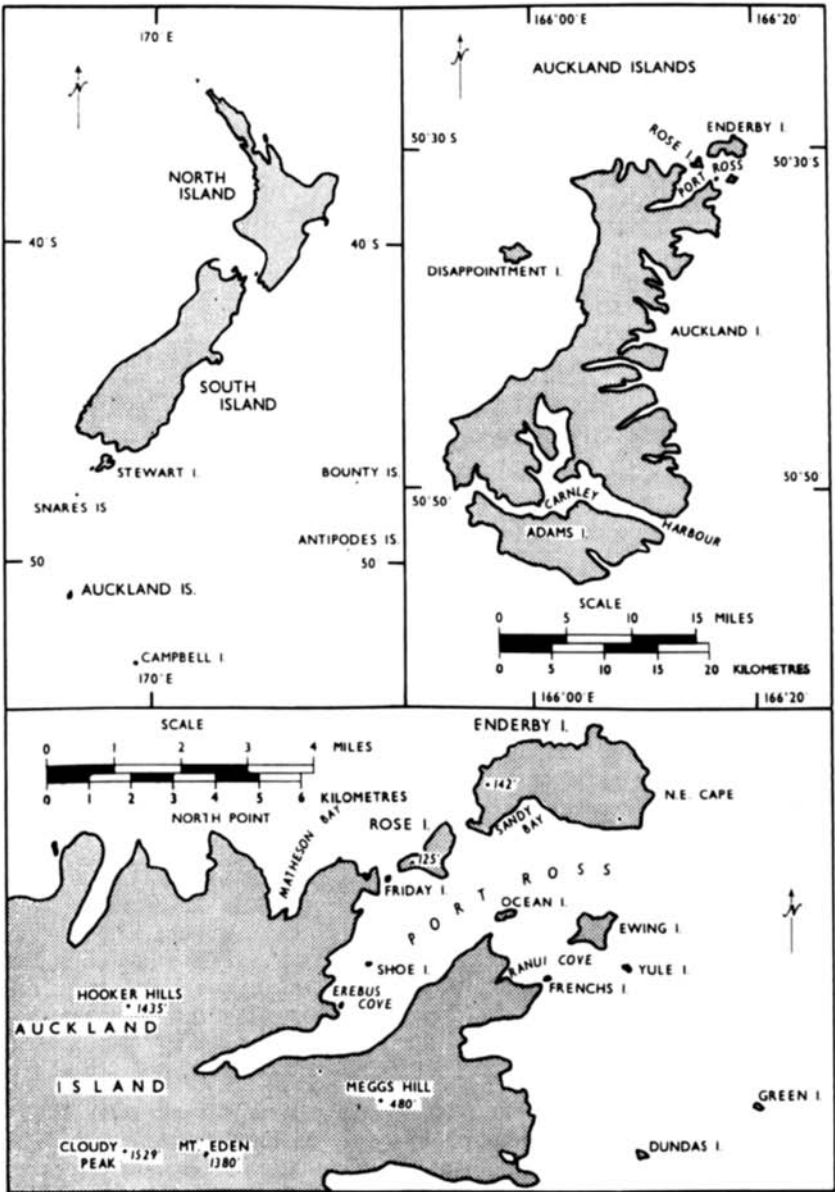 170 E
N
NORTH
ISLAND
40 S
40 S
SOUTH
ISLAND
STEWART I.
BOUNTY IS.
SNARES IS
ANTIPODES IS.
50
50
AUCKLAND IS.
CAMPBELL I.
170 E
166°00' E
166°20'
N
AUCKLAND ISLANDS
ENDERBY I.
ROSE I.
50°30 S
50°30 S
PORT ROSS
DISAPPOINTMENT I.
AUCKLAND I.
50°50'
50°50'
CARNLEY
HARBOUR
ADAMS I.
SCALE
0 5 10 15 MILES
0 5 10 15 20 KILOMETRES
166°00 E
166°20'
SCALE
0 1 2 3 4 MILES
0 1 2 3 4 5 6 KILOMETRES
ENDERBY I.
142'
N.E. CAPE
SANDY BAY
NORTH POINT
MATHESON BAY
ROSE I.
125'
FRIDAY I.
PORT ROSS
OCEAN I.
EWING I.
N
RANUI COVE
YULE I.
FRENCHS I.
SHOE I.
EREBUS
COVE
HOOKER HILLS
1435'
AUCKLAND
ISLAND
MEGGS HILL
480'
GREEN I.
CLOUDY
PEAK
1529'
MT. EDEN
1380'
DUNDAS I.